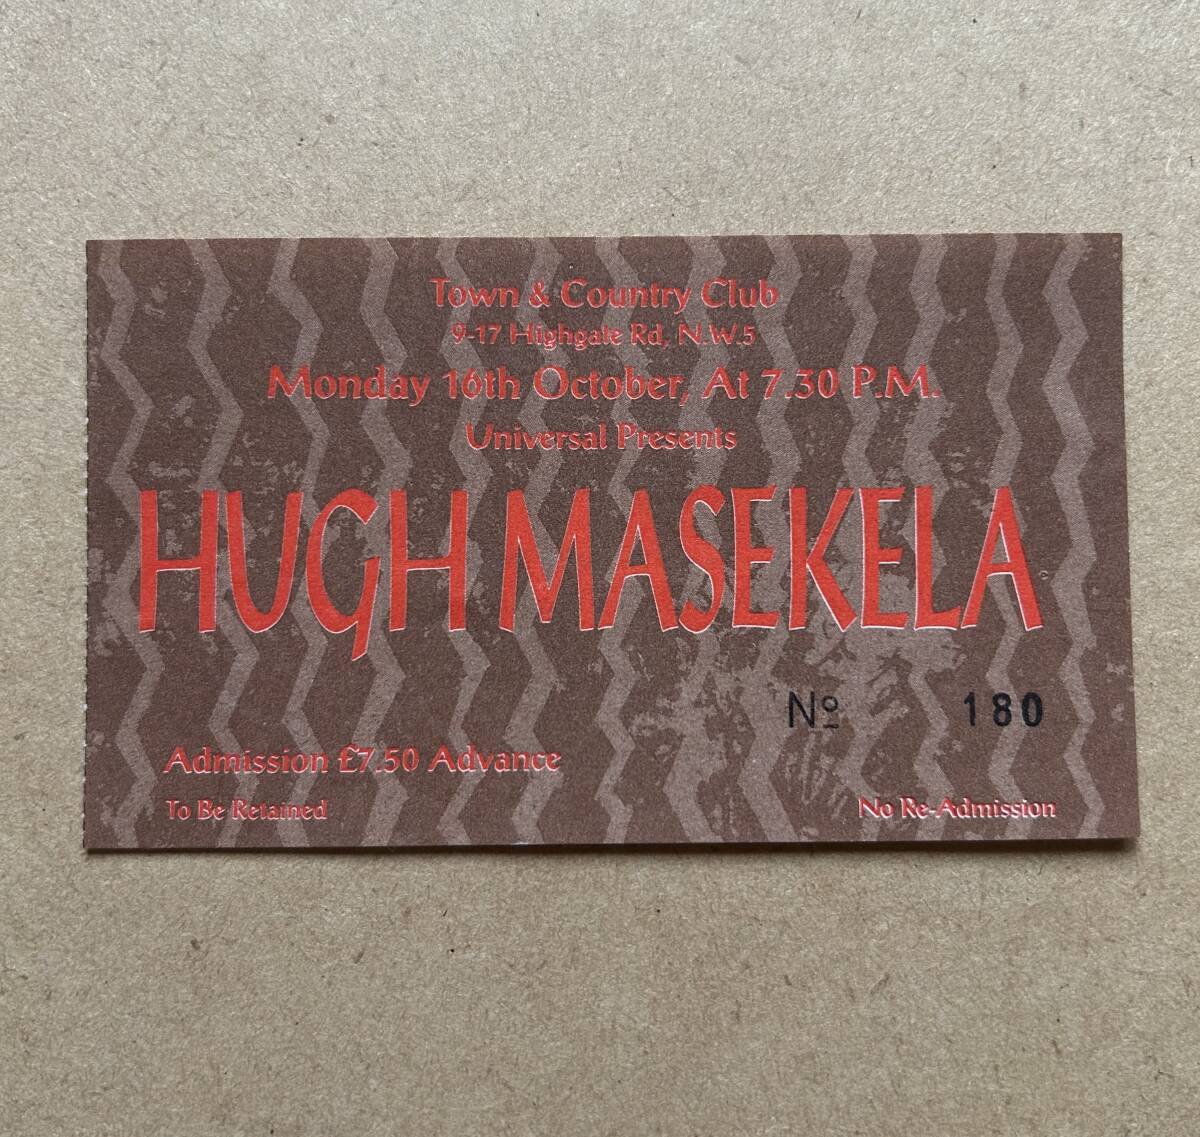 Town & Country Club
9-17 Highgate Rd, N.W.5
Monday 16th October, At 7.30 P.M.
Universal Presents
HUGH MASEKELA
Nº 180
Admission £7.50 Advance
To Be Retained
No Re-Admission